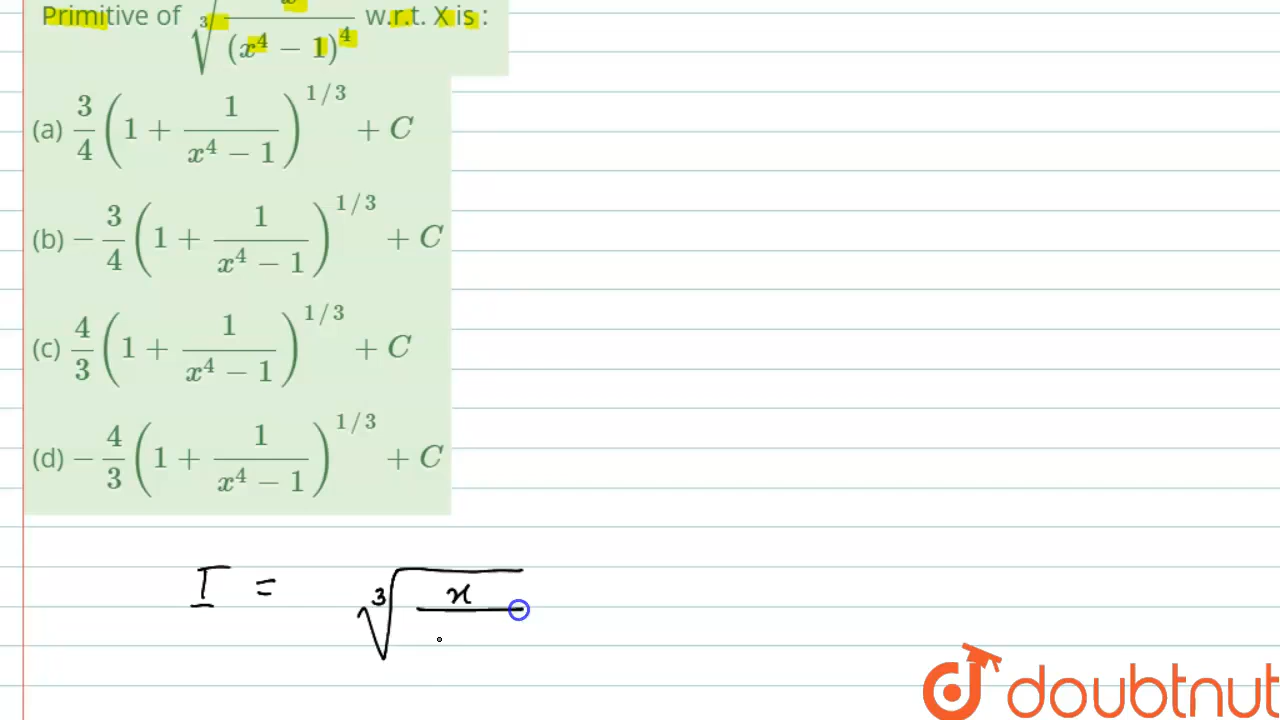 Primitive of ∛(x/(x⁴ − 1)⁴) w.r.t. X is :
(a) 3/4 (1 + 1/(x⁴ − 1))^1/3 + C
(b) − 3/4 (1 + 1/(x⁴ − 1))^1/3 + C
(c) 4/3 (1 + 1/(x⁴ − 1))^1/3 + C
(d) − 4/3 (1 + 1/(x⁴ − 1))^1/3 + C
I = ∛x
doubtnut